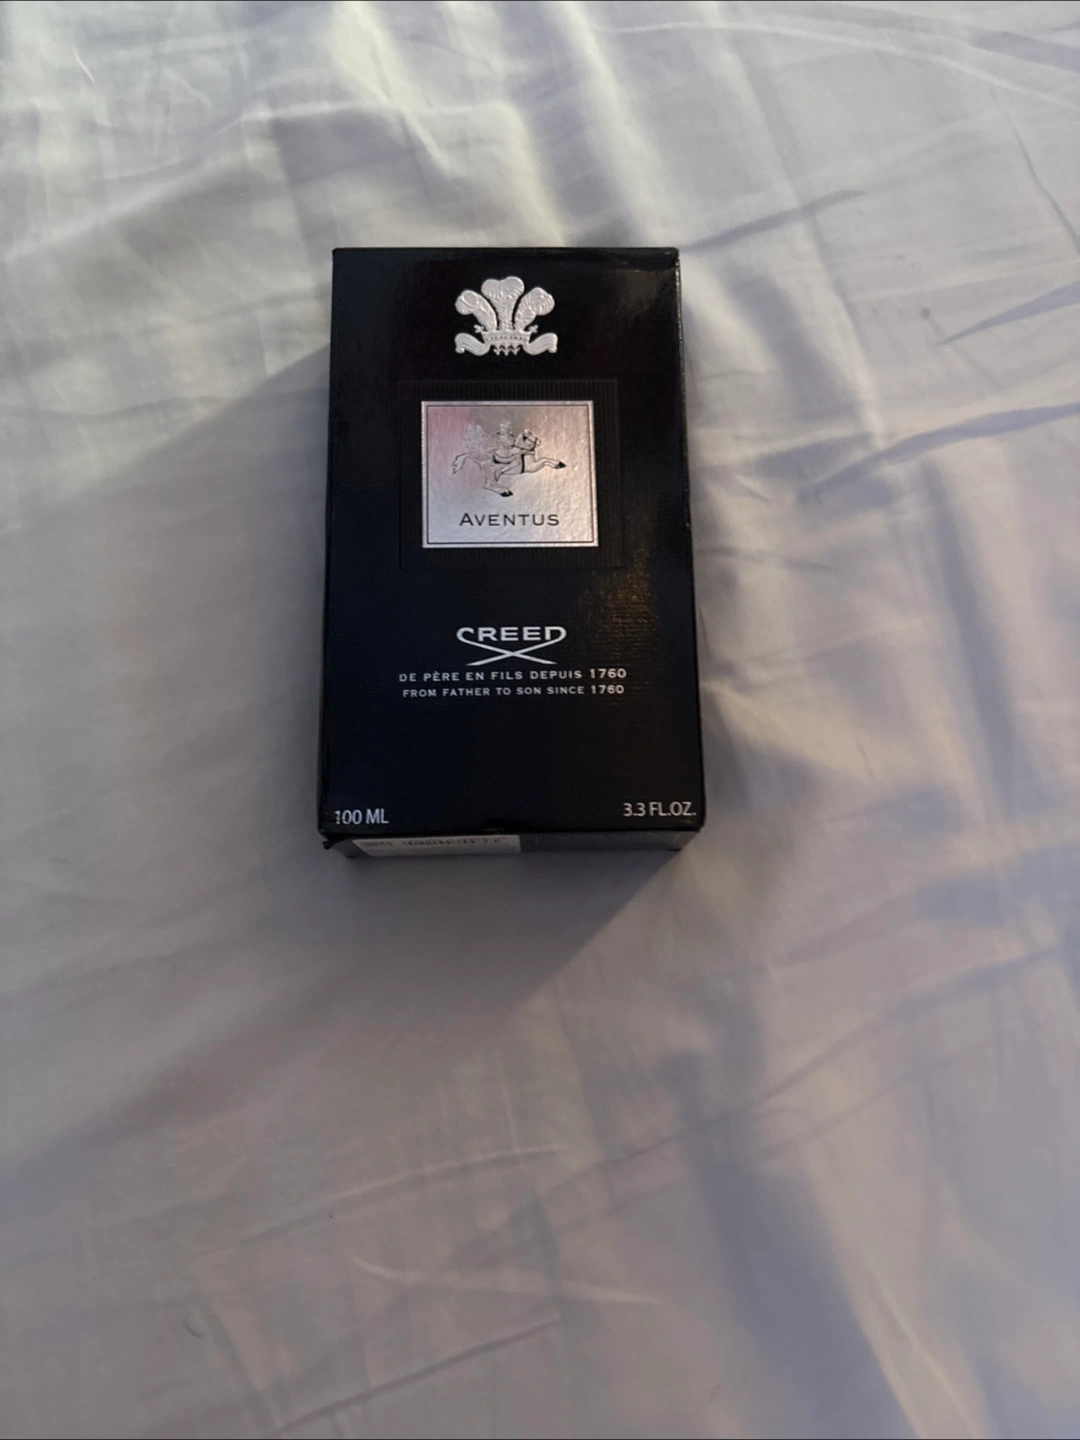 AVENTUS
CREED
DE PÈRE EN FILS DEPUIS 1760
FROM FATHER TO SON SINCE 1760
100 ML
3.3 FL.OZ.